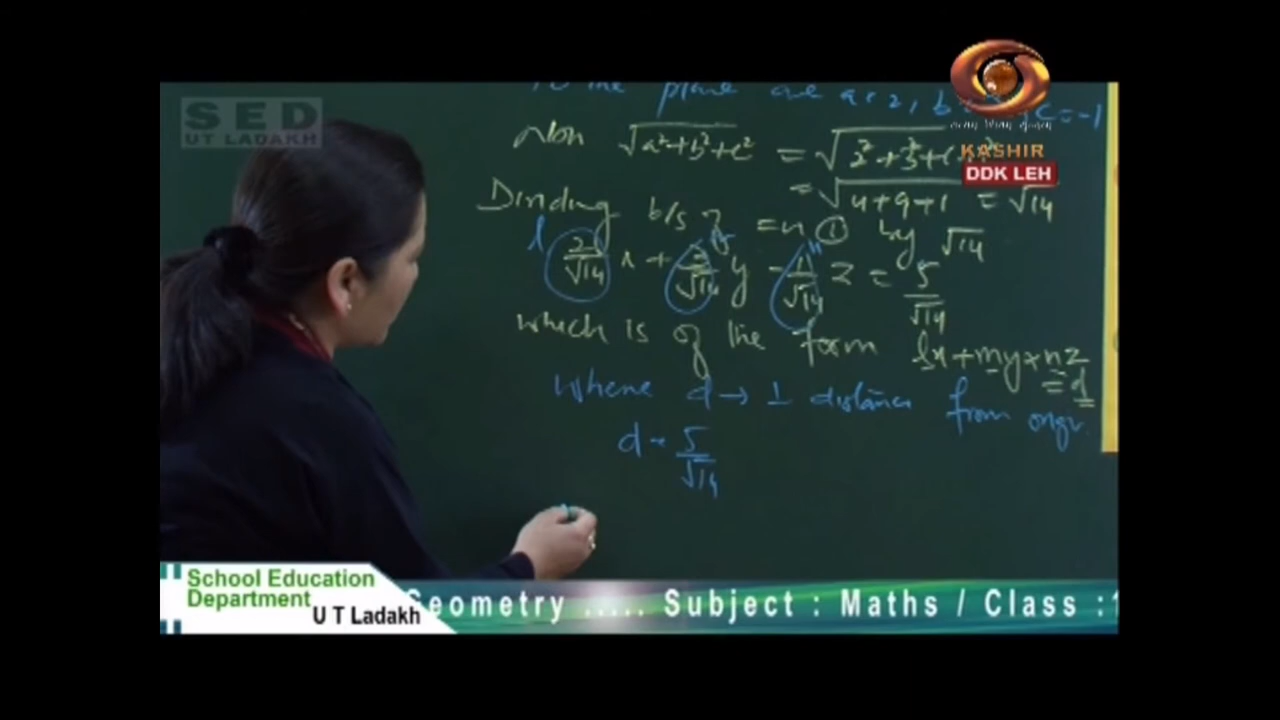 SED
UT LADAKH
KASHIR
DDK LEH
to the plane are a = 2, b = c = -1
Now √a²+b²+c² = √2²+3²+(
= √4+9+1 = √14
Dividing b/s of =n ① by √14
l m n
2/√14 x + 3/√14 y - 1/√14 z = 5/√14
which is of the form lx+my+nz
= d
Where d → ⊥ distance from origin
d = 5/√14
School Education
Department
U T Ladakh
Geometry ..... Subject : Maths / Class :1